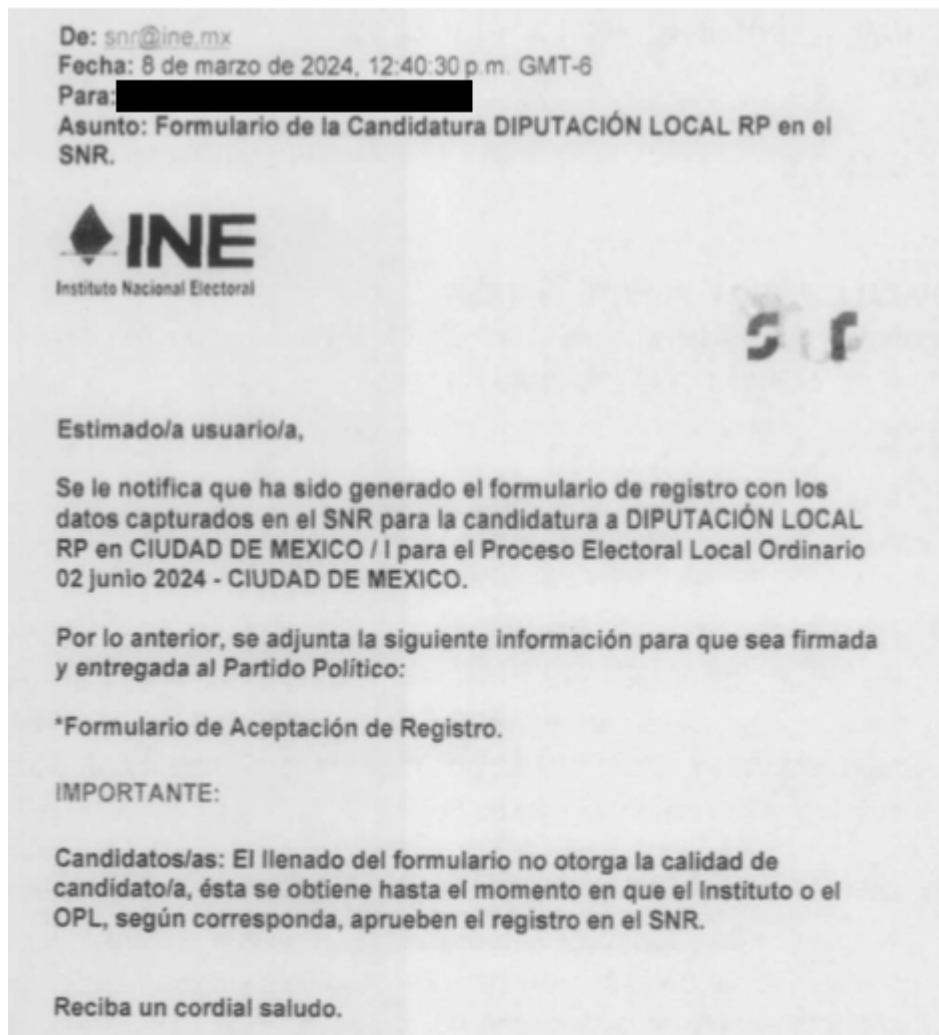 De: snr@ine.mx
Fecha: 8 de marzo de 2024, 12:40:30 p.m. GMT-6
Para:
Asunto: Formulario de la Candidatura DIPUTACIÓN LOCAL RP en el
SNR.
INE
Instituto Nacional Electoral
Estimado/a usuario/a,
Se le notifica que ha sido generado el formulario de registro con los
datos capturados en el SNR para la candidatura a DIPUTACIÓN LOCAL
RP en CIUDAD DE MEXICO / I para el Proceso Electoral Local Ordinario
02 junio 2024 - CIUDAD DE MEXICO.
Por lo anterior, se adjunta la siguiente información para que sea firmada
y entregada al Partido Político:
*Formulario de Aceptación de Registro.
IMPORTANTE:
Candidatos/as: El llenado del formulario no otorga la calidad de
candidato/a, ésta se obtiene hasta el momento en que el Instituto o el
OPL, según corresponda, aprueben el registro en el SNR.
Reciba un cordial saludo.